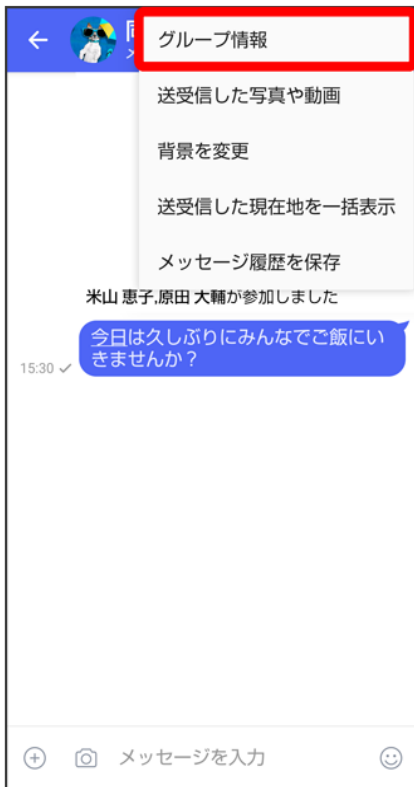 グループ情報
送受信した写真や動画
背景を変更
送受信した現在地を一括表示
メッセージ履歴を保存
米山 恵子,原田 大輔が参加しました
今日は久しぶりにみんなでご飯にい
きませんか？
15:30
メッセージを入力